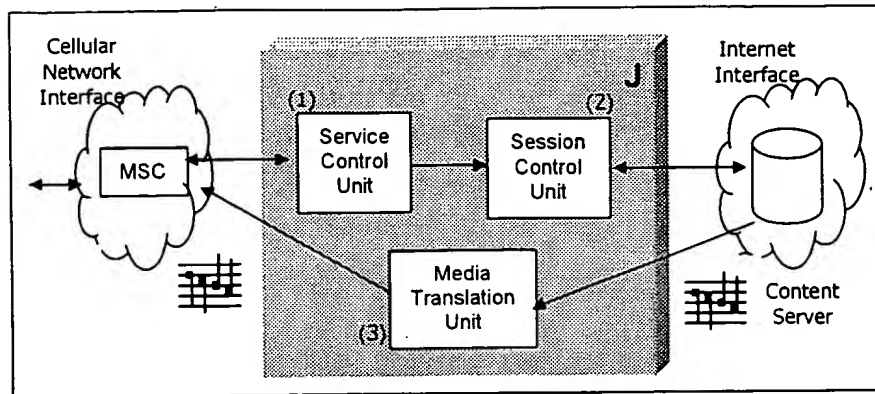 Cellular
Network
Interface
MSC
(1)
Service
Control
Unit
(2)
Session
Control
Unit
J
Internet
Interface
Media
Translation
Unit
(3)
Content
Server